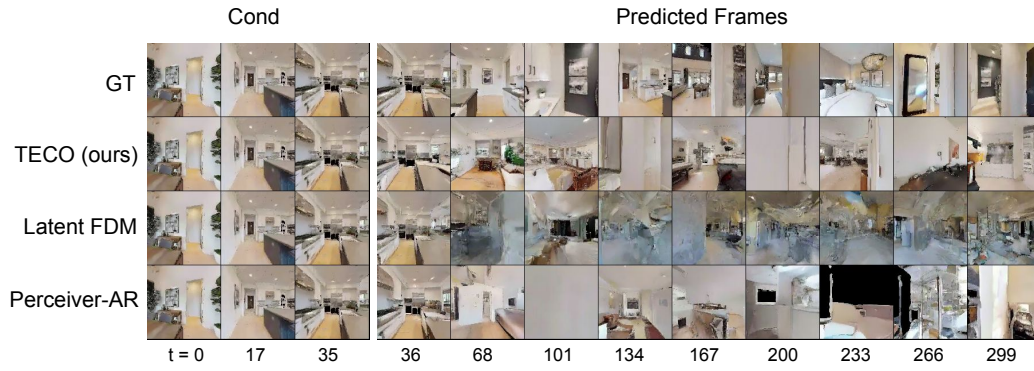 Cond
Predicted Frames
GT
TECO (ours)
Latent FDM
Perceiver-AR
t = 0 17 35 36 68 101 134 167 200 233 266 299